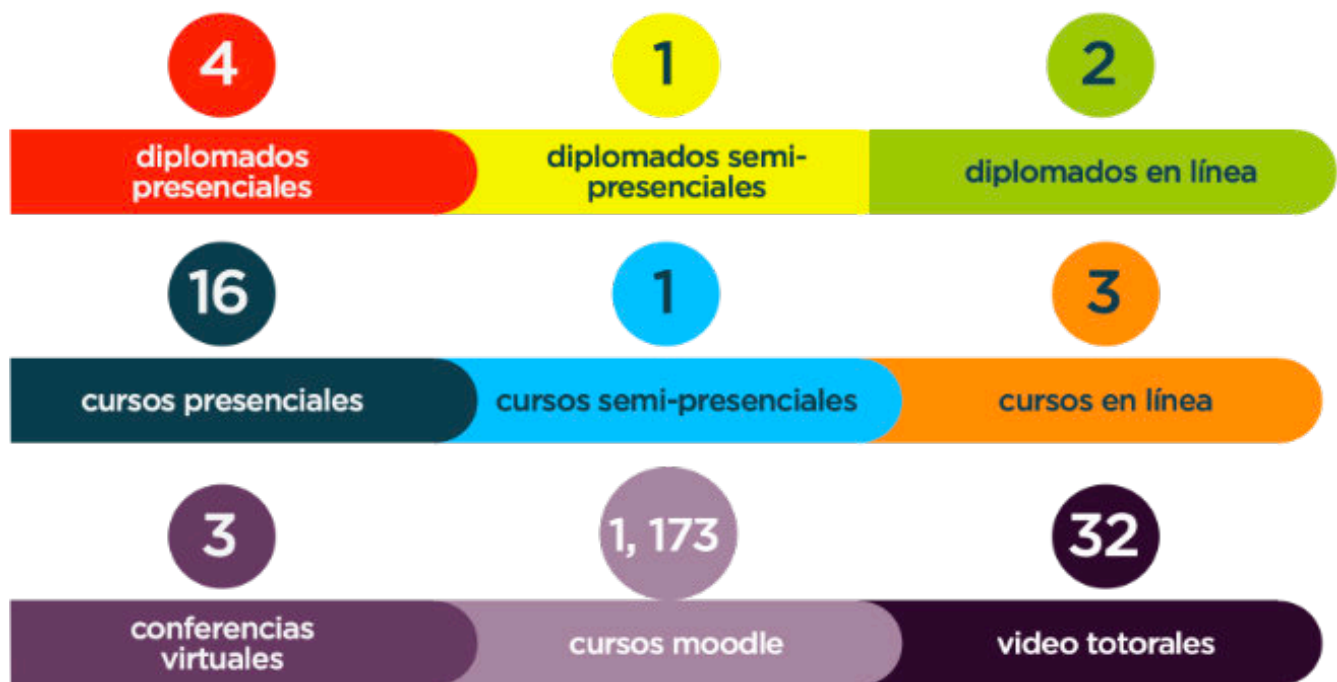 4
1
2
diplomados
presenciales
diplomados semi-
presenciales
diplomados en línea
16
1
3
cursos presenciales
cursos semi-presenciales
cursos en línea
3
1, 173
32
conferencias
virtuales
cursos moodle
video totorales